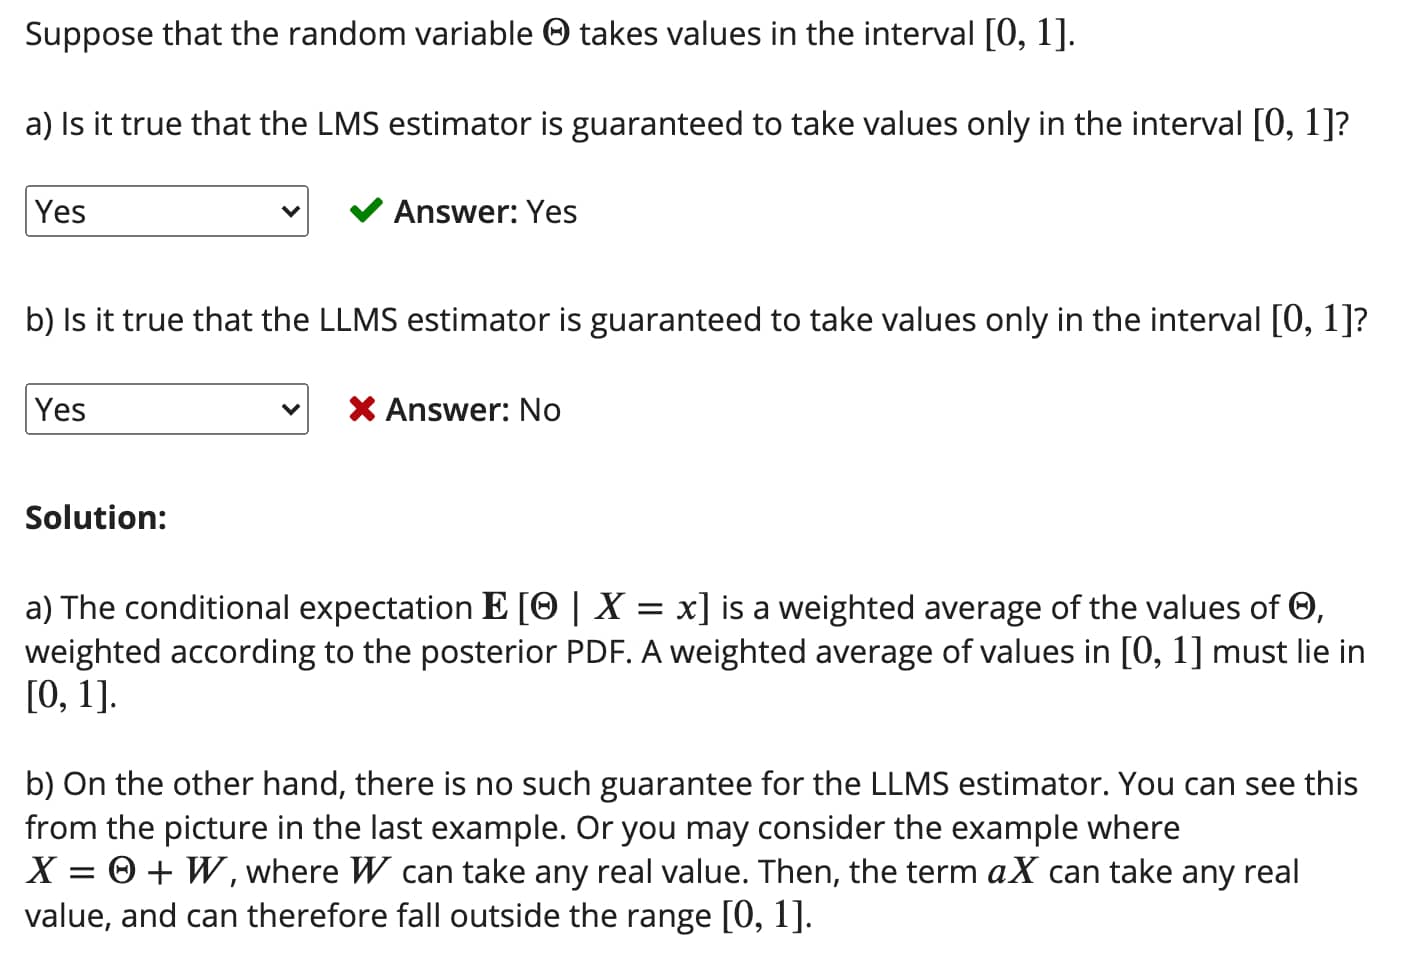 Suppose that the random variable Θ takes values in the interval [0, 1].
a) Is it true that the LMS estimator is guaranteed to take values only in the interval [0, 1]?
Yes ✔ Answer: Yes
b) Is it true that the LLMS estimator is guaranteed to take values only in the interval [0, 1]?
Yes ✖ Answer: No
Solution:
a) The conditional expectation E [Θ | X = x] is a weighted average of the values of Θ,
weighted according to the posterior PDF. A weighted average of values in [0, 1] must lie in
[0, 1].
b) On the other hand, there is no such guarantee for the LLMS estimator. You can see this
from the picture in the last example. Or you may consider the example where
X = Θ + W, where W can take any real value. Then, the term aX can take any real
value, and can therefore fall outside the range [0, 1].